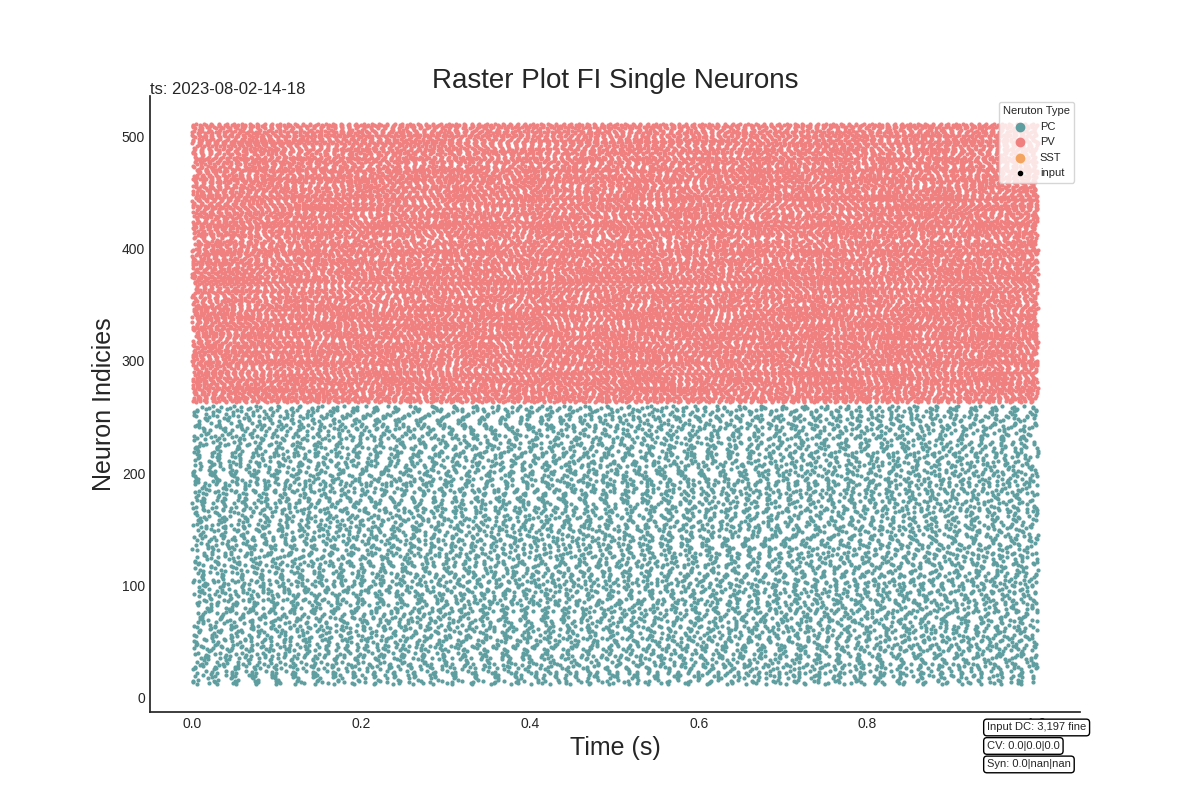 Raster Plot FI Single Neurons
ts: 2023-08-02-14-18
Neruton Type
PC
PV
SST
input
500
400
300
200
100
0
Neuron Indicies
0.0 0.2 0.4 0.6 0.8
Time (s)
Input DC: 3,197 fine
CV: 0.0|0.0|0.0
Syn: 0.0|nan|nan